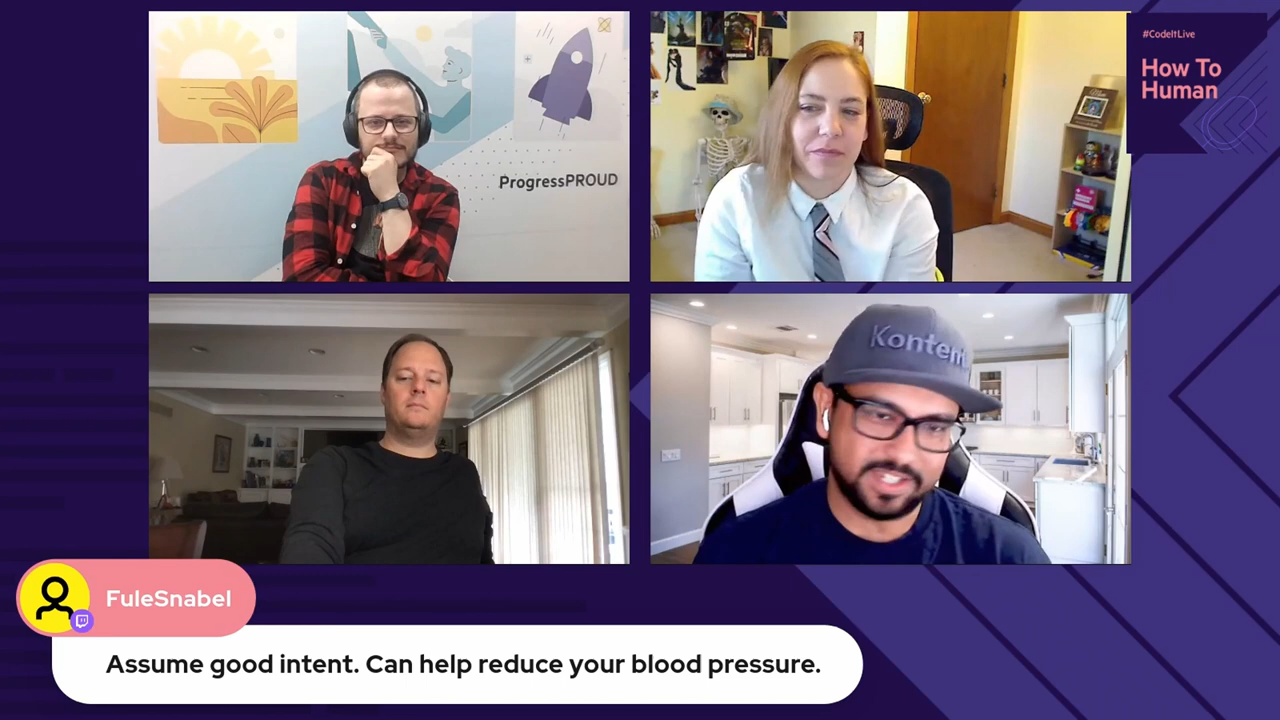 ProgressPROUD
#CodeItLive
How To
Human
Kontent
FuleSnabel
Assume good intent. Can help reduce your blood pressure.